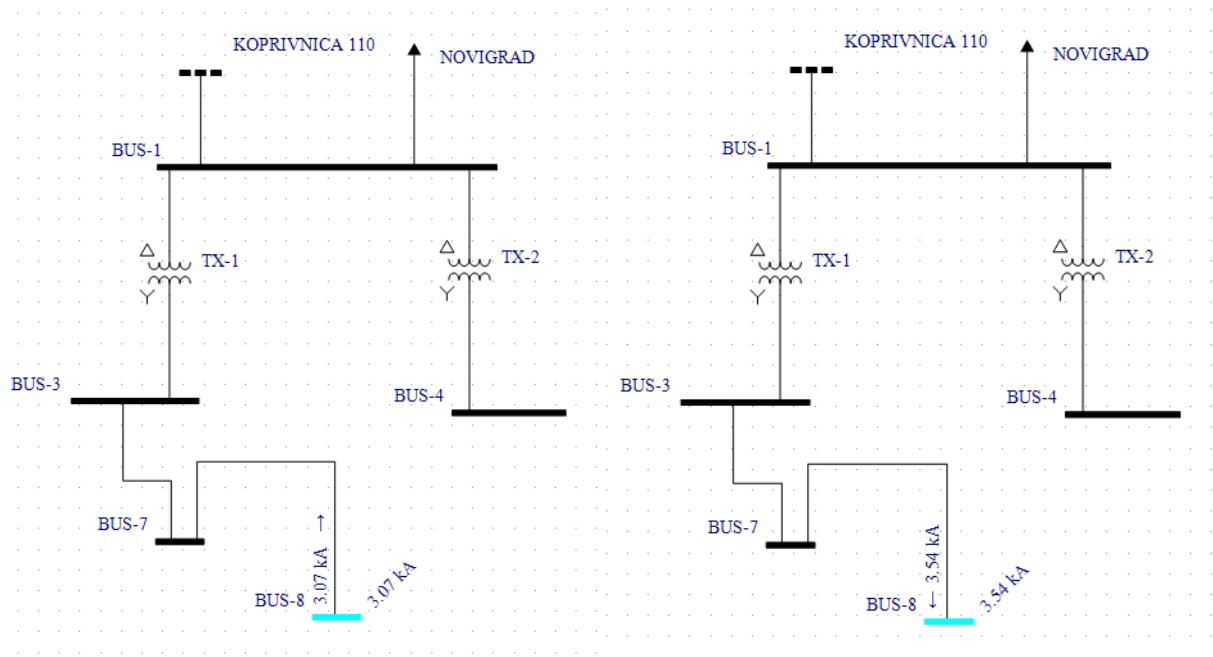 KOPRIVNICA 110
NOVIGRAD
BUS-1
TX-1
TX-2
Y
Y
BUS-3
BUS-4
BUS-7
3.07 kA →
BUS-8
3.07 kA
KOPRIVNICA 110
NOVIGRAD
BUS-1
TX-1
TX-2
Y
Y
BUS-3
BUS-4
BUS-7
← 3.54 kA
BUS-8
3.54 kA